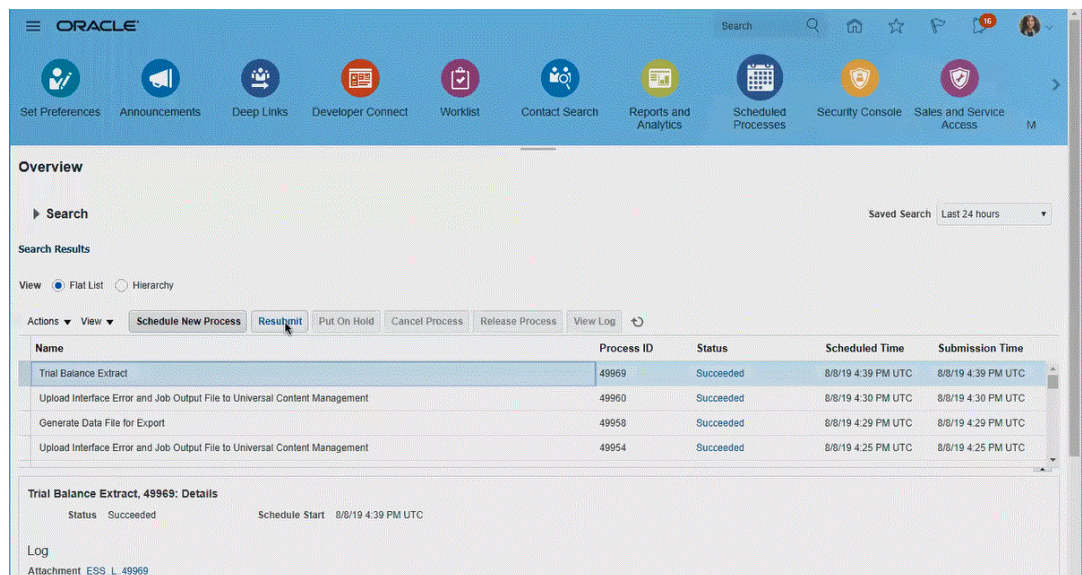 ORACLE
Search
16
Set Preferences
Announcements
Deep Links
Developer Connect
Worklist
Contact Search
Reports and
Analytics
Scheduled
Processes
Security Console
Sales and Service
Access
M
Overview
Search
Saved Search Last 24 hours
Search Results
View Flat List Hierarchy
Actions View Schedule New Process Resubmit Put On Hold Cancel Process Release Process View Log
Name Process ID Status Scheduled Time Submission Time
Trial Balance Extract 49969 Succeeded 8/8/19 4:39 PM UTC 8/8/19 4:39 PM UTC
Upload Interface Error and Job Output File to Universal Content Management 49960 Succeeded 8/8/19 4:30 PM UTC 8/8/19 4:30 PM UTC
Generate Data File for Export 49958 Succeeded 8/8/19 4:29 PM UTC 8/8/19 4:29 PM UTC
Upload Interface Error and Job Output File to Universal Content Management 49954 Succeeded 8/8/19 4:25 PM UTC 8/8/19 4:25 PM UTC
Trial Balance Extract, 49969: Details
Status Succeeded Schedule Start 8/8/19 4:39 PM UTC
Log
Attachment ESS_L_49969